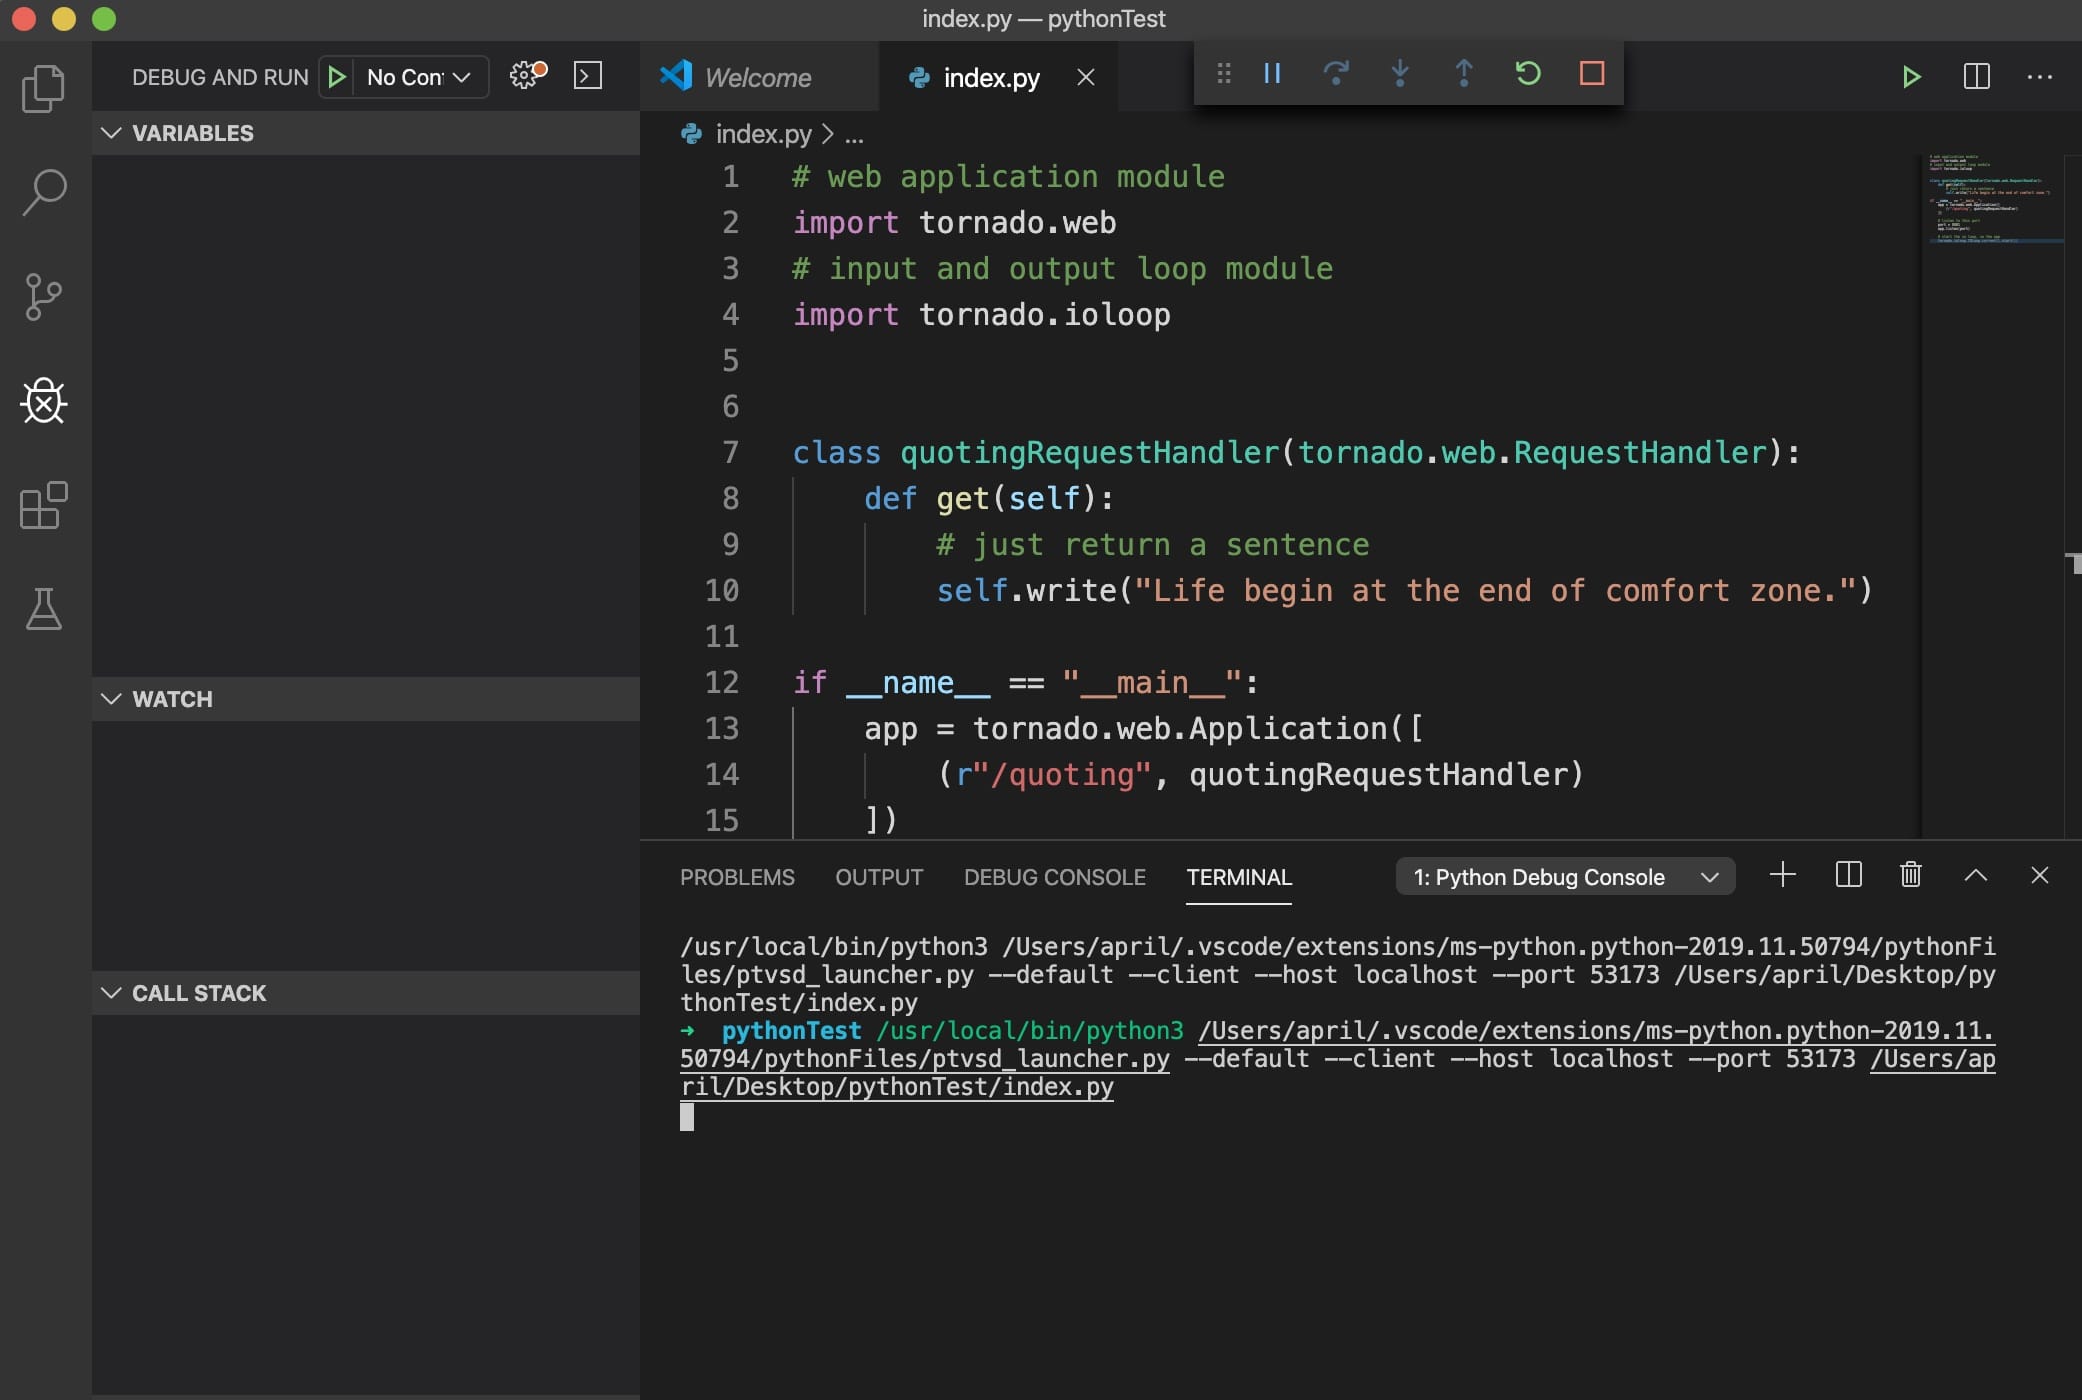 index.py — pythonTest
DEBUG AND RUN
No Con
Welcome
index.py
VARIABLES
WATCH
CALL STACK
index.py > ...
1 # web application module
2 import tornado.web
3 # input and output loop module
4 import tornado.ioloop
5
6
7 class quotingRequestHandler(tornado.web.RequestHandler):
8 def get(self):
9 # just return a sentence
10 self.write("Life begin at the end of comfort zone.")
11
12 if __name__ == "__main__":
13 app = tornado.web.Application([
14 (r"/quoting", quotingRequestHandler)
15 ])
PROBLEMS OUTPUT DEBUG CONSOLE TERMINAL 1: Python Debug Console
/usr/local/bin/python3 /Users/april/.vscode/extensions/ms-python.python-2019.11.50794/pythonFi
les/ptvsd_launcher.py --default --client --host localhost --port 53173 /Users/april/Desktop/py
thonTest/index.py
➜ pythonTest /usr/local/bin/python3 /Users/april/.vscode/extensions/ms-python.python-2019.11.
50794/pythonFiles/ptvsd_launcher.py --default --client --host localhost --port 53173 /Users/ap
ril/Desktop/pythonTest/index.py